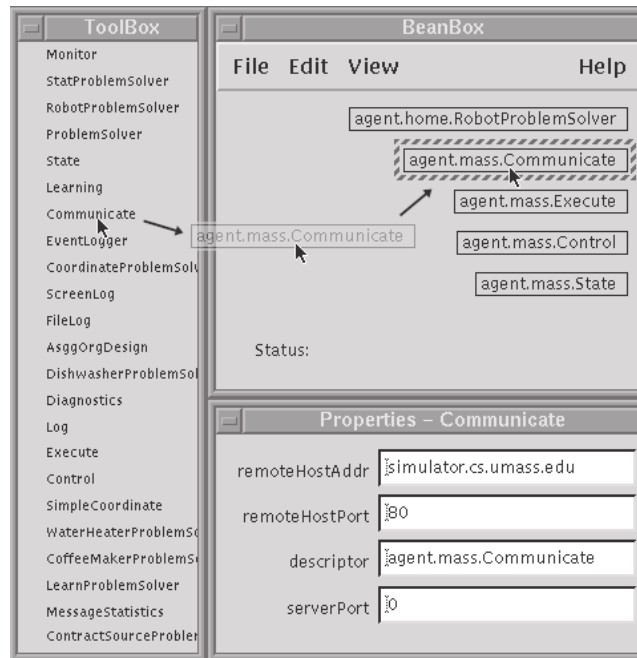 ToolBox
Monitor
StatProblemSolver
RobotProblemSolver
ProblemSolver
State
Learning
Communicate
EventLogger
CoordinateProblemSolv
ScreenLog
FileLog
AsggOrgDesign
DishwasherProblemSol
Diagnostics
Log
Execute
Control
SimpleCoordinate
WaterHeaterProblemSo
CoffeeMakerProblemS
LearnProblemSolver
MessageStatistics
ContractSourceProbler
agent.mass.Communicate
BeanBox
File Edit View Help
agent.home.RobotProblemSolver
agent.mass.Communicate
agent.mass.Execute
agent.mass.Control
agent.mass.State
Status:
Properties – Communicate
remoteHostAddr simulator.cs.umass.edu
remoteHostPort 80
descriptor agent.mass.Communicate
serverPort 0